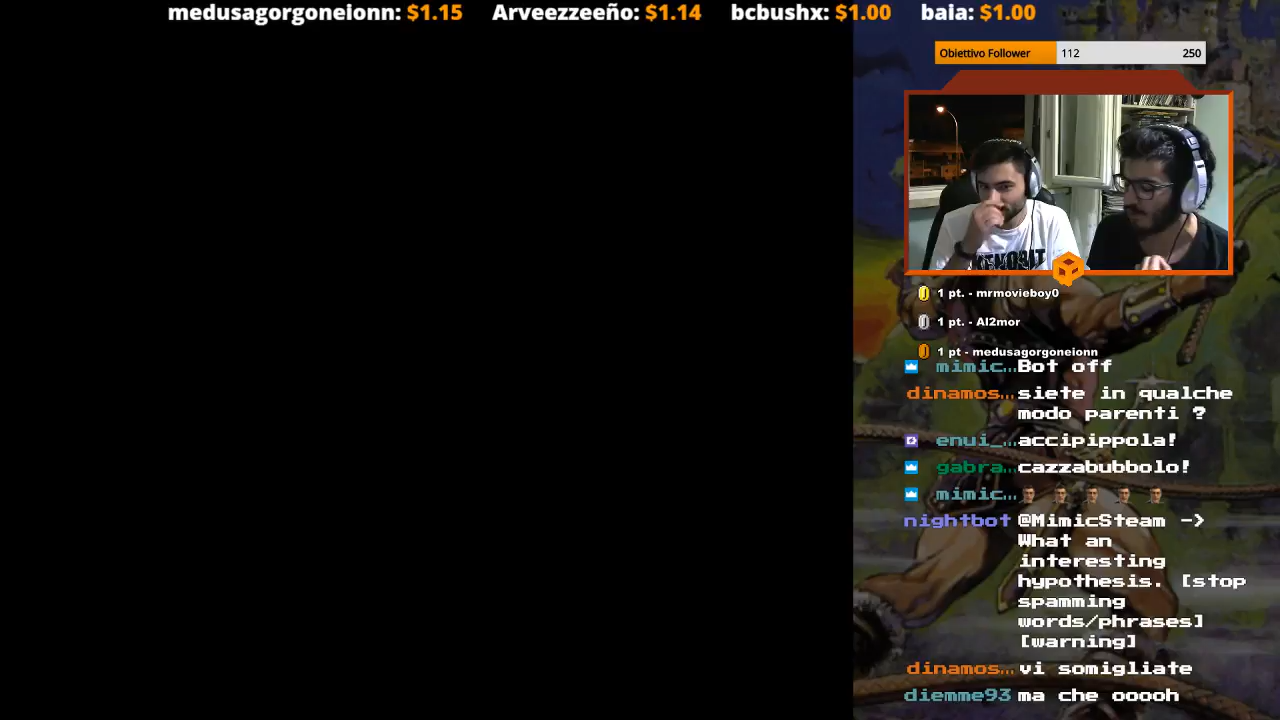 medusagorgoneionn: $1.15 Arveezzeeño: $1.14 bcbushx: $1.00 baia: $1.00
Obiettivo Follower 112 250
1 pt. - mrmovieboy0
1 pt. - Al2mor
1 pt - medusagorgoneionn
mimic... Bot off
dinamos... siete in qualche
modo parenti ?
enui_... accipippola!
gabra... cazzabubbolo!
mimic...
nightbot @MimicSteam ->
What an
interesting
hypothesis. [stop
spamming
words/phrases]
[warning]
dinamos... vi somigliate
diemme93 ma che ooooh